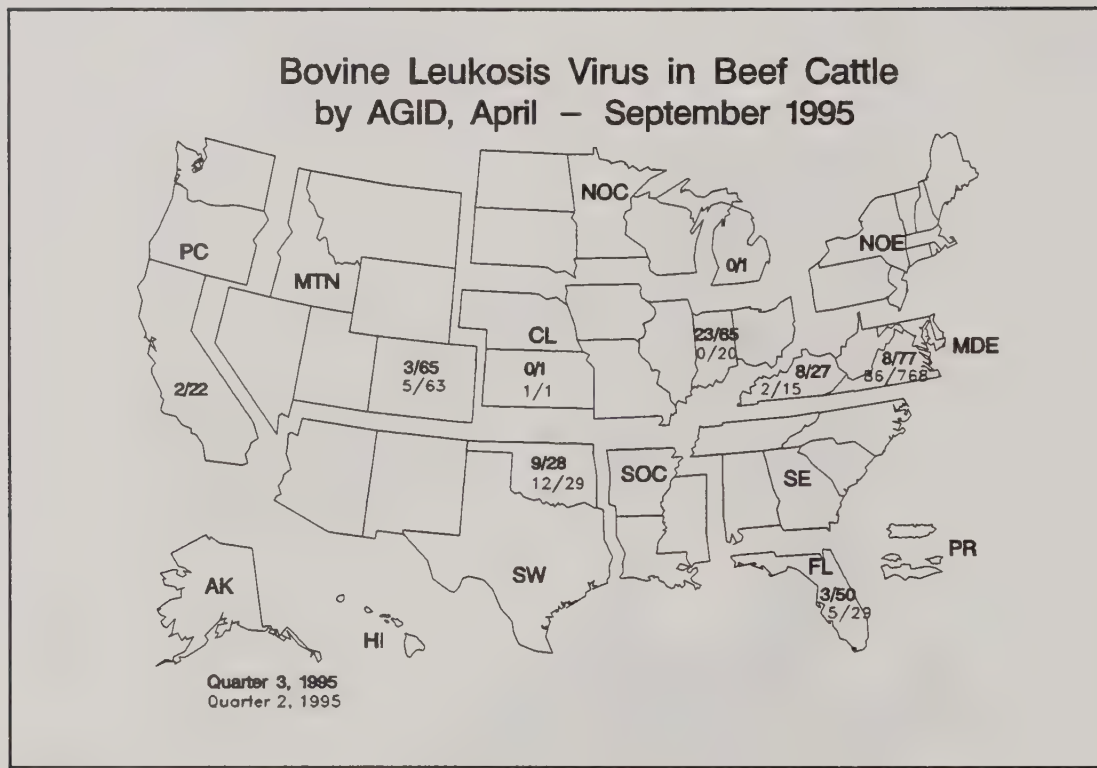 Bovine Leukosis Virus in Beef Cattle
by AGID, April – September 1995
NOC
NOE
PC
0/1
MTN
CL
23/65
0/20
MDE
8/77
86/768
3/65
5/63
0/1
1/1
8/27
2/15
2/22
9/28
12/29
SOC
SE
PR
FL
SW
AK
3/50
5/29
HI
Quarter 3, 1995
Quarter 2, 1995